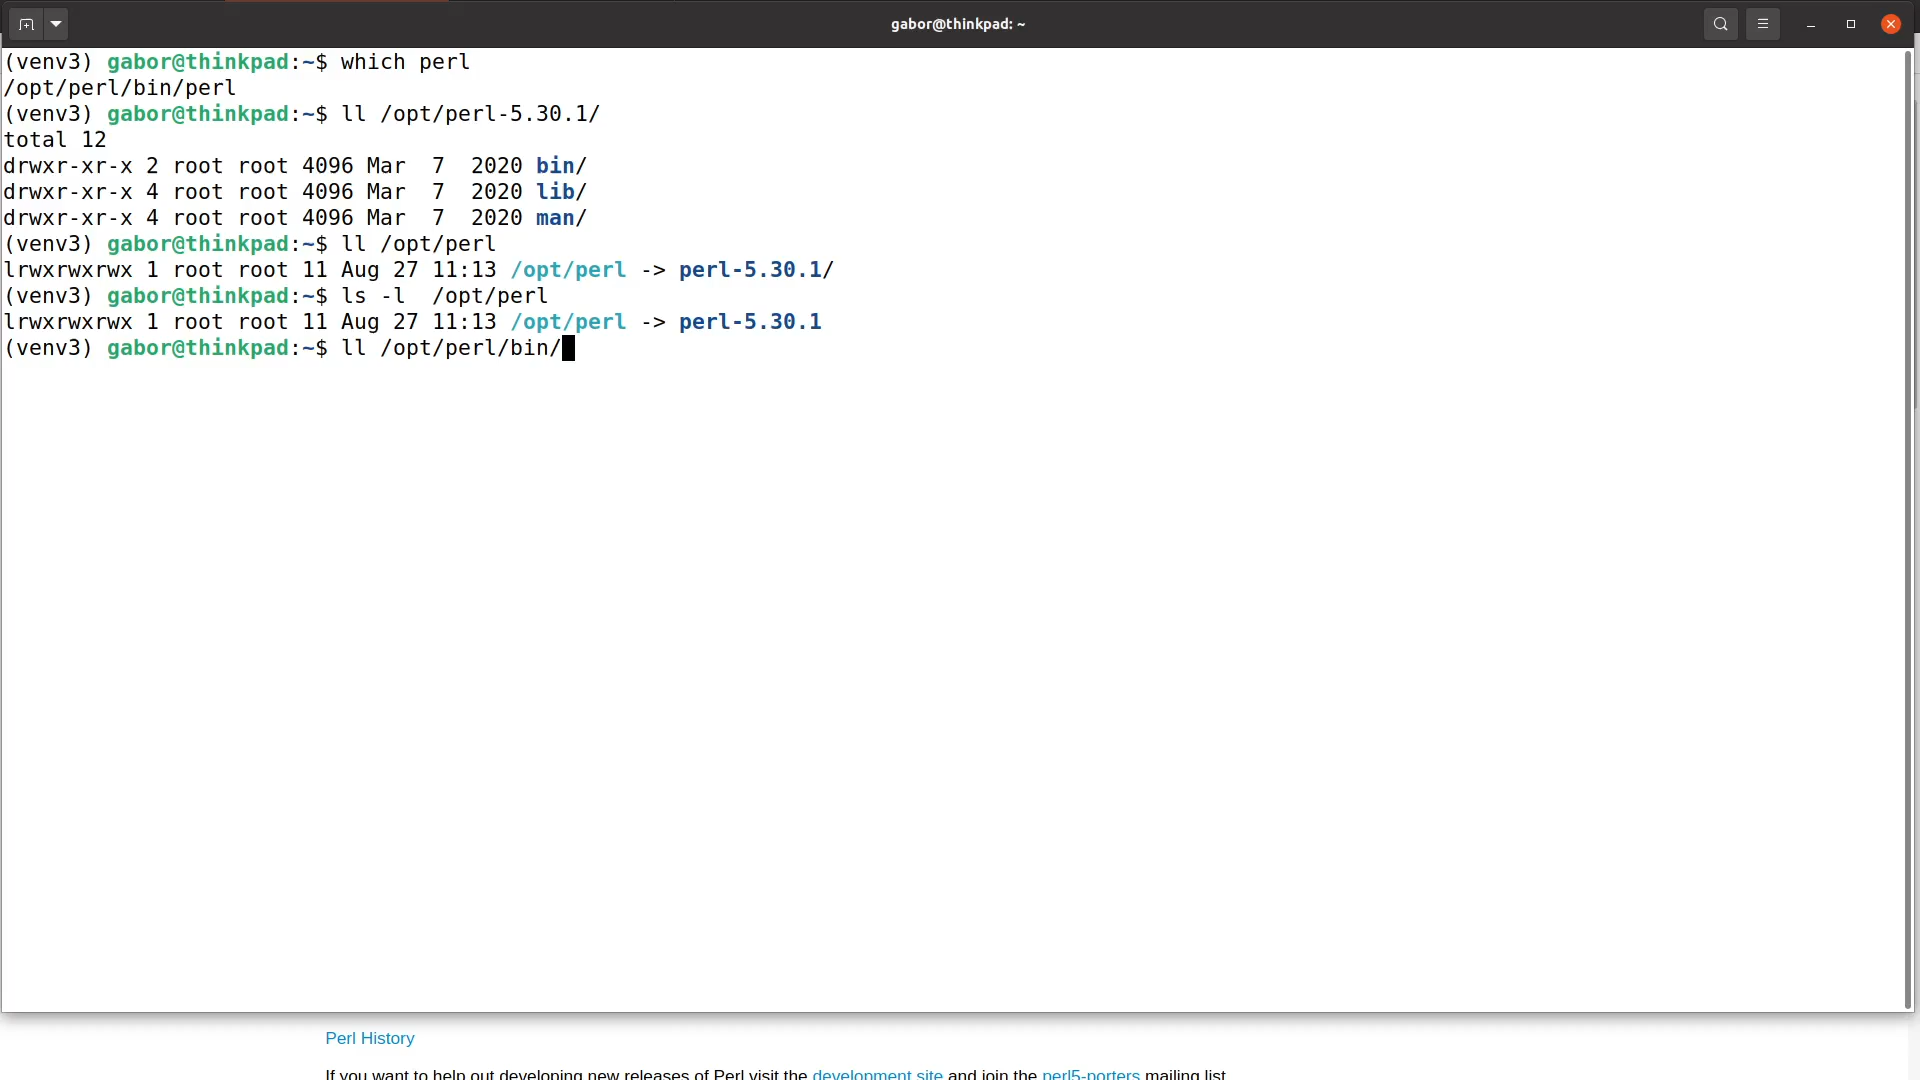 gabor@thinkpad: ~
(venv3) gabor@thinkpad:~$ which perl
/opt/perl/bin/perl
(venv3) gabor@thinkpad:~$ ll /opt/perl-5.30.1/
total 12
drwxr-xr-x 2 root root 4096 Mar  7  2020 bin/
drwxr-xr-x 4 root root 4096 Mar  7  2020 lib/
drwxr-xr-x 4 root root 4096 Mar  7  2020 man/
(venv3) gabor@thinkpad:~$ ll /opt/perl
lrwxrwxrwx 1 root root 11 Aug 27 11:13 /opt/perl -> perl-5.30.1/
(venv3) gabor@thinkpad:~$ ls -l  /opt/perl
lrwxrwxrwx 1 root root 11 Aug 27 11:13 /opt/perl -> perl-5.30.1
(venv3) gabor@thinkpad:~$ ll /opt/perl/bin/
Perl History
If you want to help out developing new releases of Perl visit the development site and join the perl5-porters mailing list